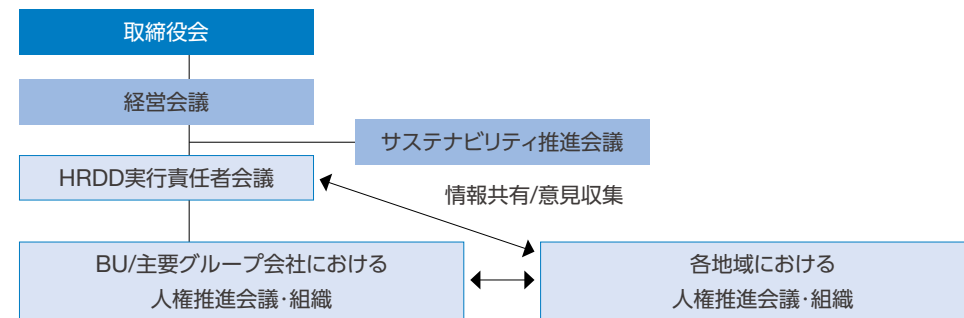 取締役会
経営会議
サステナビリティ推進会議
HRDD実行責任者会議
情報共有/意見収集
BU/主要グループ会社における
人権推進会議・組織
各地域における
人権推進会議・組織